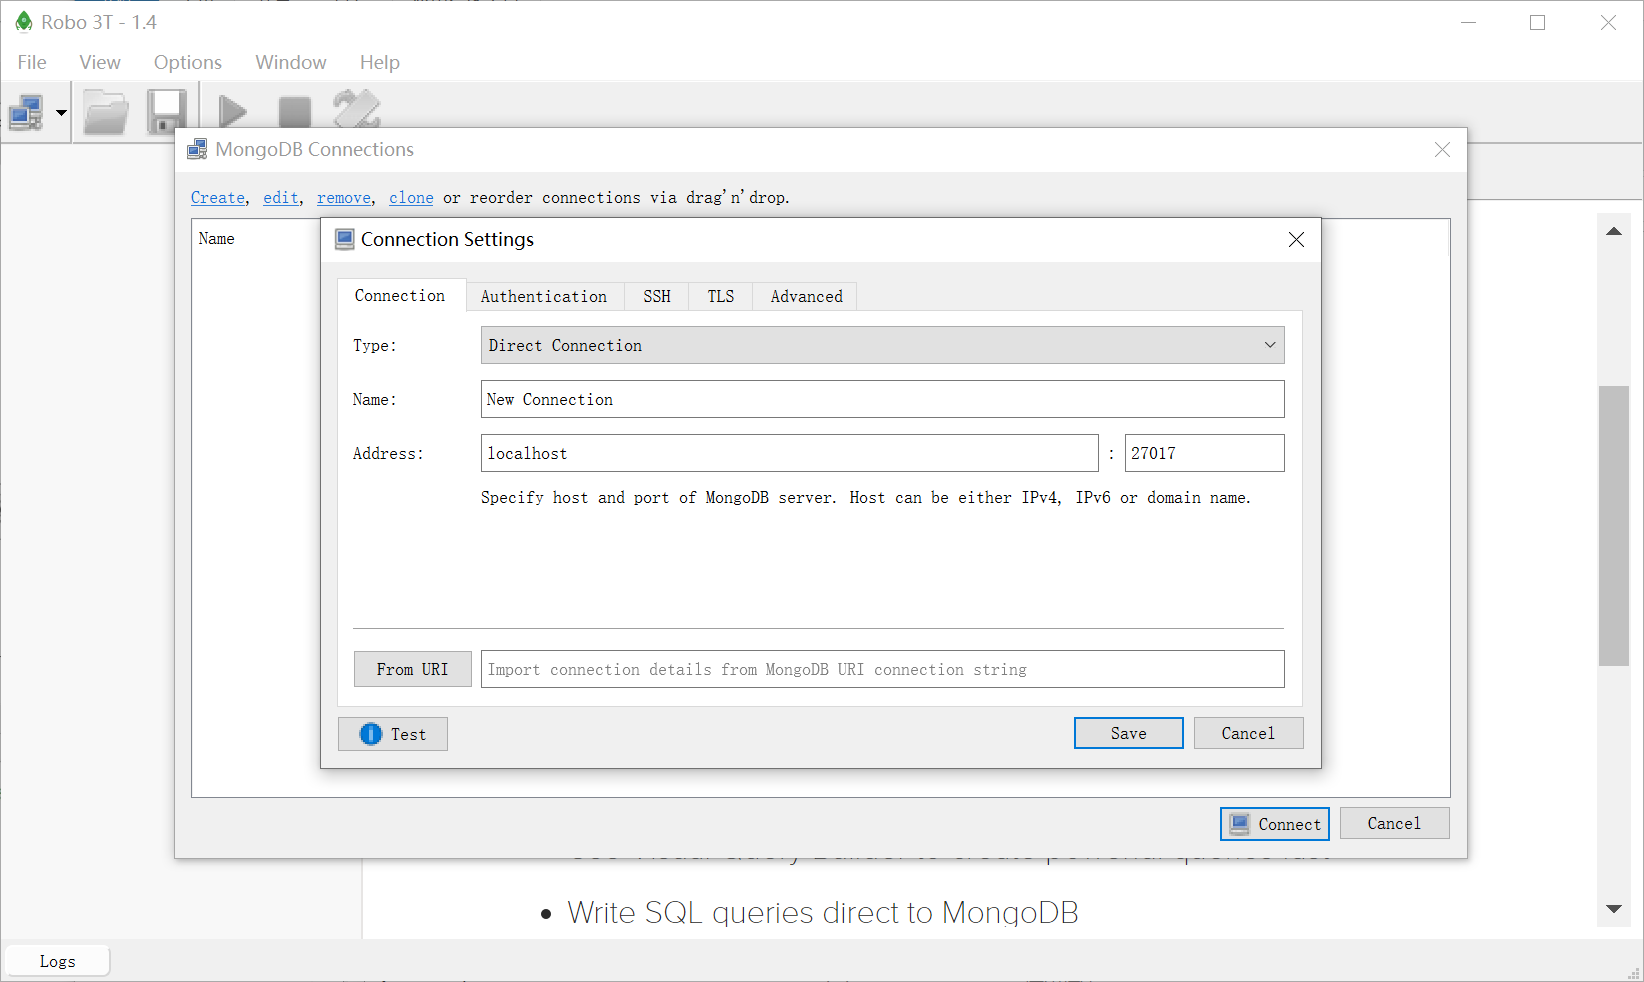 Robo 3T - 1.4
File View Options Window Help
MongoDB Connections
Create, edit, remove, clone or reorder connections via drag'n'drop.
Name
Connection Settings
Connection Authentication SSH TLS Advanced
Type: Direct Connection
Name: New Connection
Address: localhost : 27017
Specify host and port of MongoDB server. Host can be either IPv4, IPv6 or domain name.
From URI Import connection details from MongoDB URI connection string
Test Save Cancel
Connect Cancel
• Write SQL queries direct to MongoDB
Logs